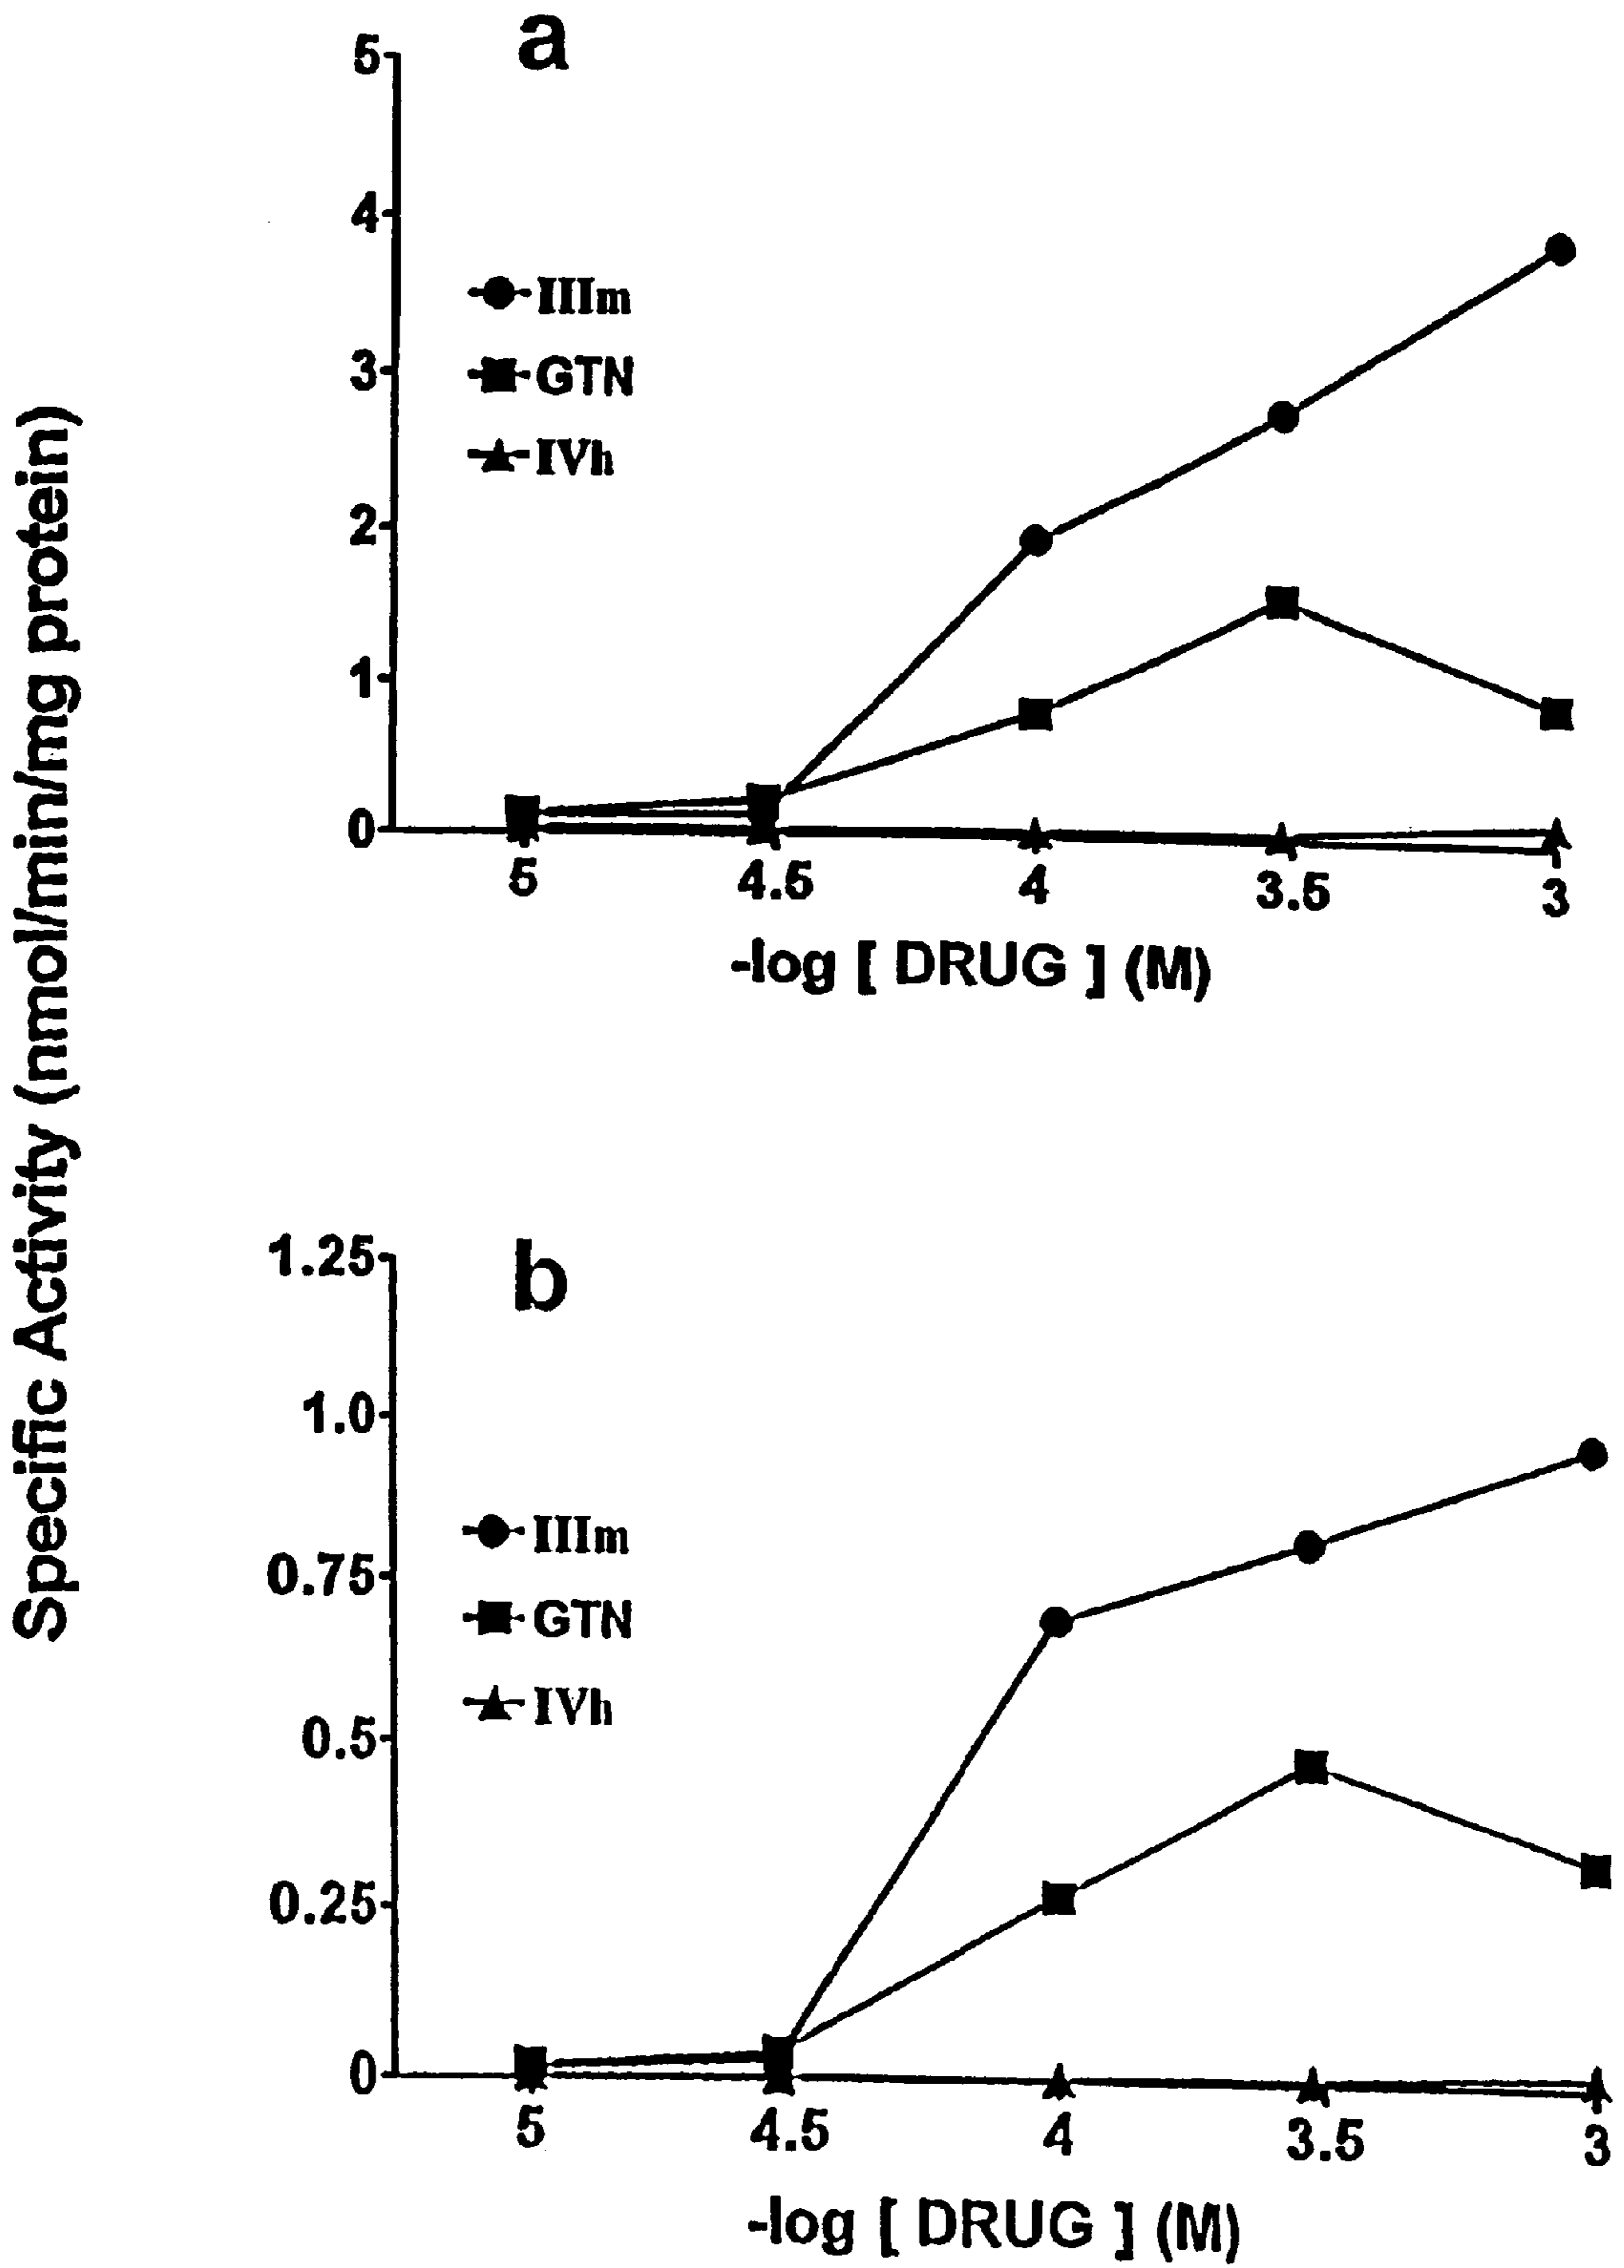 Specific Activity (nmol/min/mg protein)
a
5
4
3
2
1
0
IIIm
GTN
IVh
5 4.5 4 3.5 3
-log [ DRUG ] (M)
b
1.25
1.0
0.75
0.5
0.25
0
IIIm
GTN
IVh
5 4.5 4 3.5 3
-log [ DRUG ] (M)